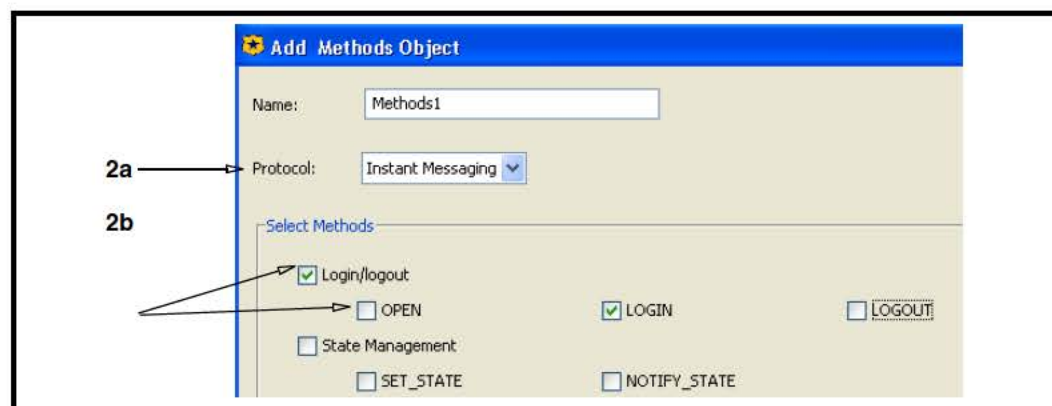 Add Methods Object
Name: Methods1
2a Protocol: Instant Messaging
2b
Select Methods
Login/logout
OPEN LOGIN LOGOUT
State Management
SET_STATE NOTIFY_STATE